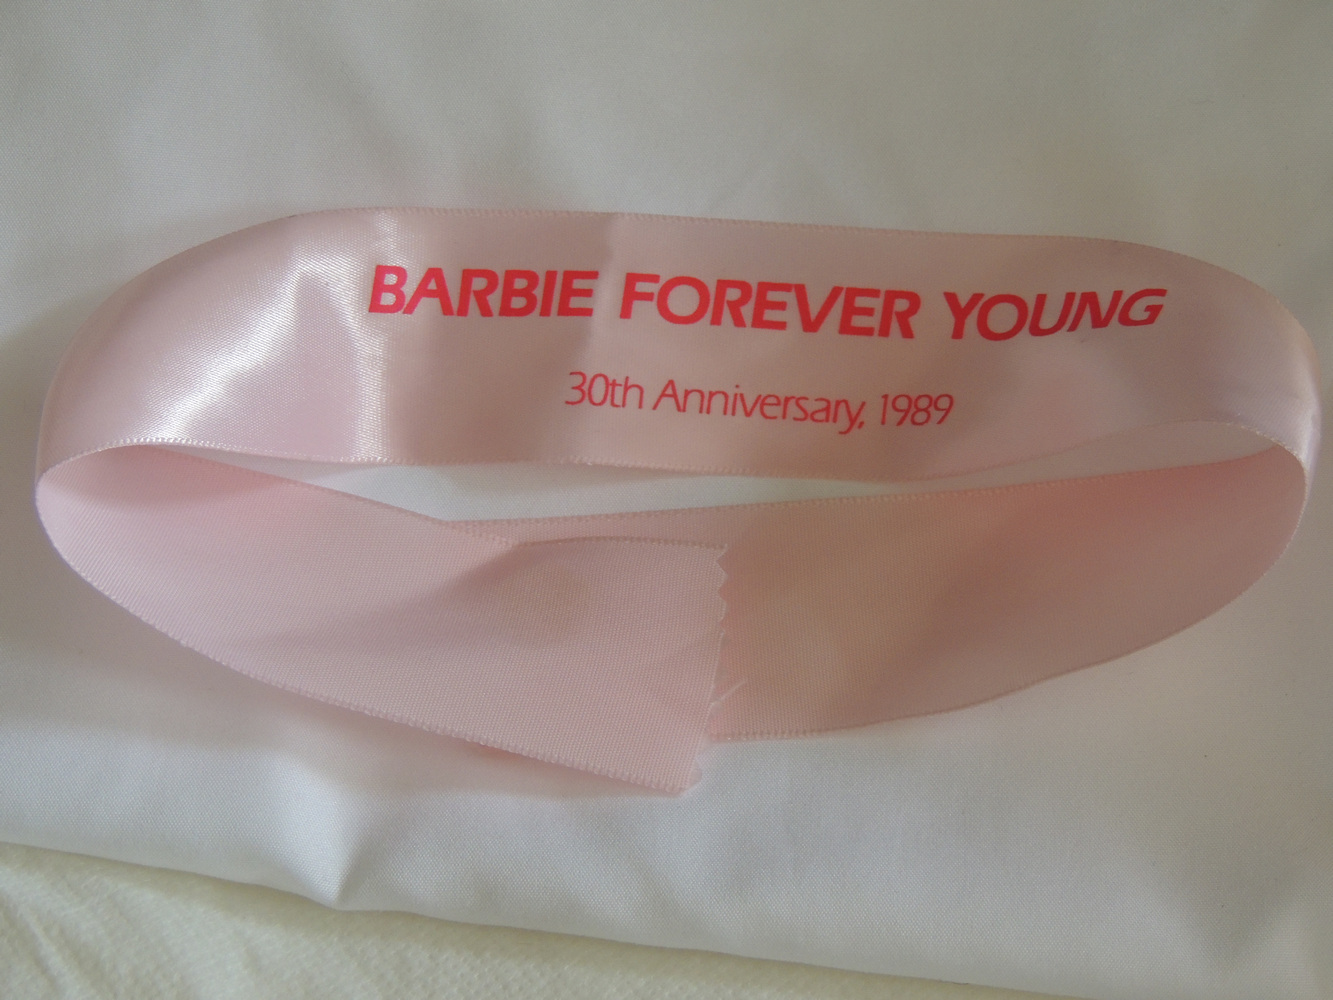 BARBIE FOREVER YOUNG
30th Anniversary, 1989